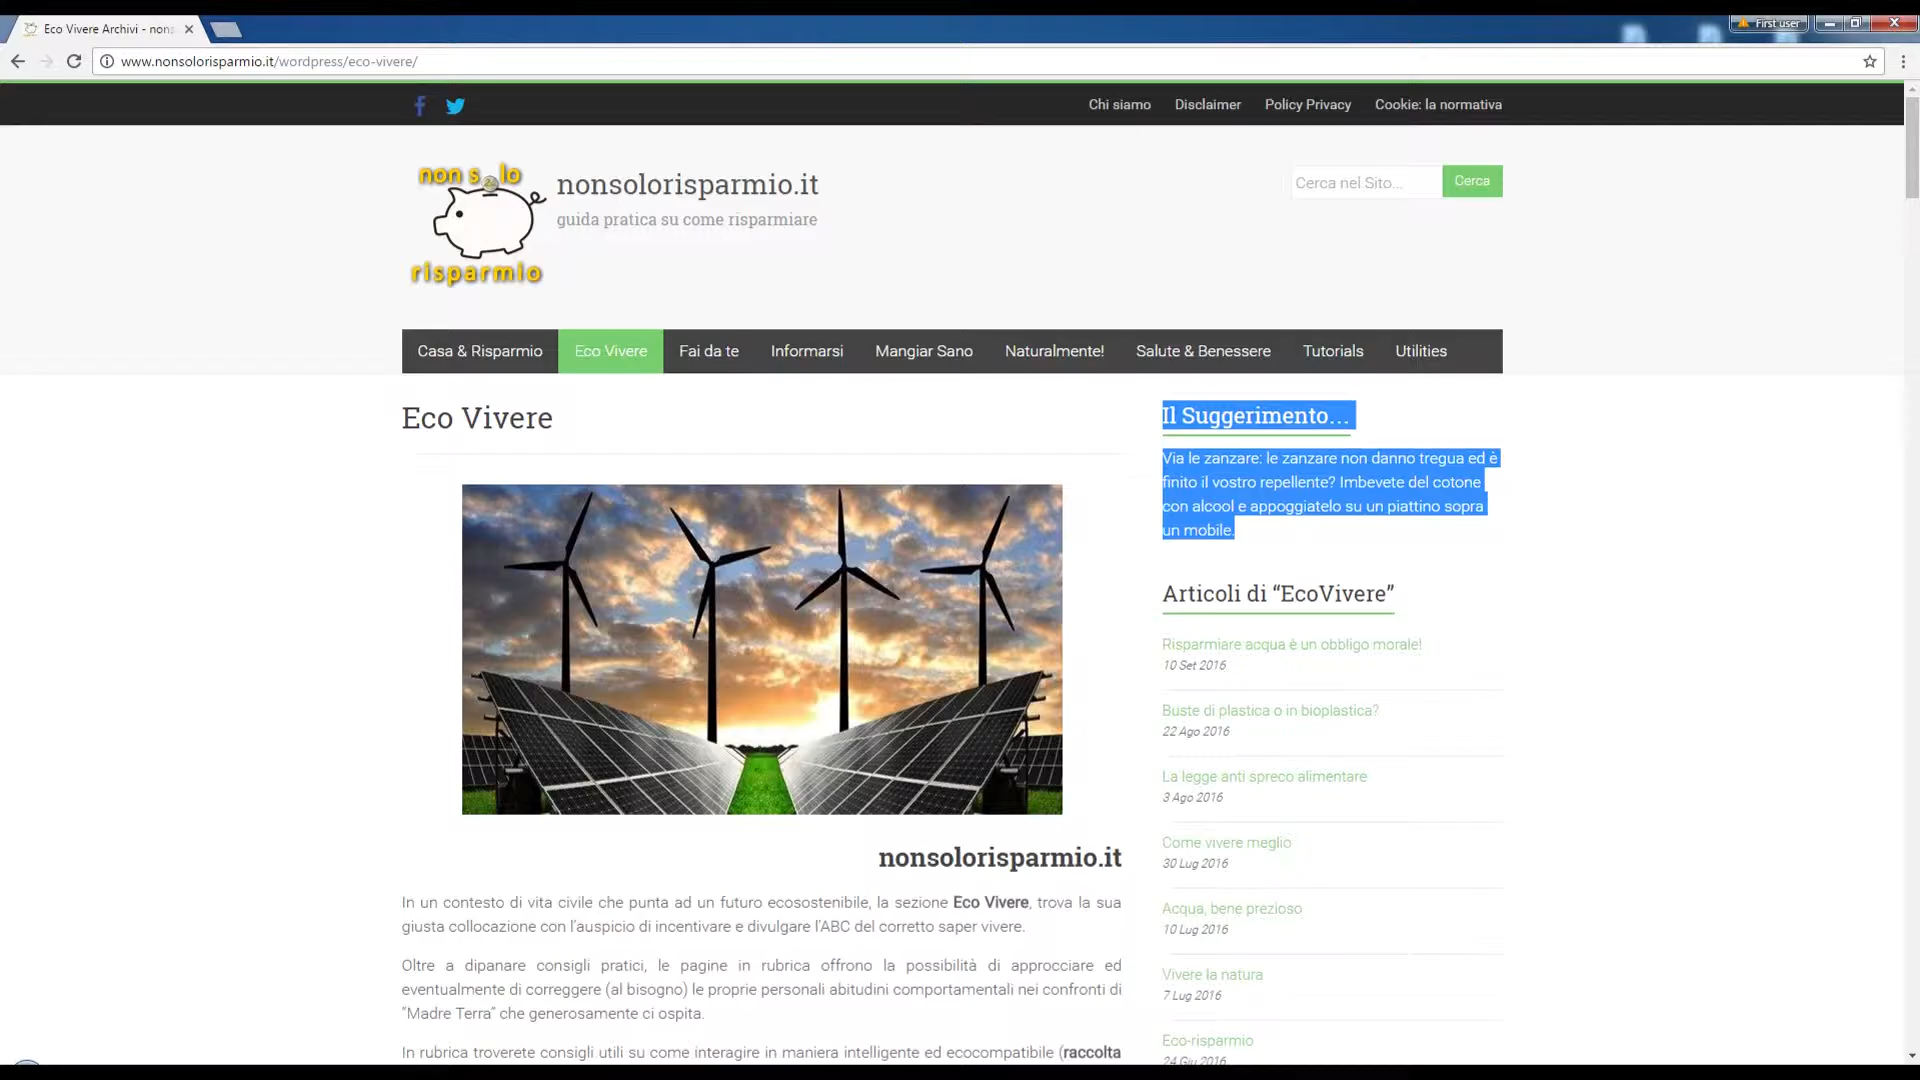 Eco Vivere Archivi - nons
First user
www.nonsolorisparmio.it/wordpress/eco-vivere/
Chi siamo
Disclaimer
Policy Privacy
Cookie: la normativa
non solo
risparmio
nonsolorisparmio.it
guida pratica su come risparmiare
Cerca nel Sito...
Cerca
Casa & Risparmio
Eco Vivere
Fai da te
Informarsi
Mangiar Sano
Naturalmente!
Salute & Benessere
Tutorials
Utilities
Eco Vivere
nonsolorisparmio.it
In un contesto di vita civile che punta ad un futuro ecosostenibile, la sezione Eco Vivere, trova la sua
giusta collocazione con l'auspicio di incentivare e divulgare l'ABC del corretto saper vivere.
Oltre a dipanare consigli pratici, le pagine in rubrica offrono la possibilità di approcciare ed
eventualmente di correggere (al bisogno) le proprie personali abitudini comportamentali nei confronti di
“Madre Terra” che generosamente ci ospita.
In rubrica troverete consigli utili su come interagire in maniera intelligente ed ecocompatibile (raccolta
Il Suggerimento…
Via le zanzare: le zanzare non danno tregua ed è
finito il vostro repellente? Imbevete del cotone
con alcool e appoggiatelo su un piattino sopra
un mobile.
Articoli di “EcoVivere”
Risparmiare acqua è un obbligo morale!
10 Set 2016
Buste di plastica o in bioplastica?
22 Ago 2016
La legge anti spreco alimentare
3 Ago 2016
Come vivere meglio
30 Lug 2016
Acqua, bene prezioso
10 Lug 2016
Vivere la natura
7 Lug 2016
Eco-risparmio
24 Giu 2016